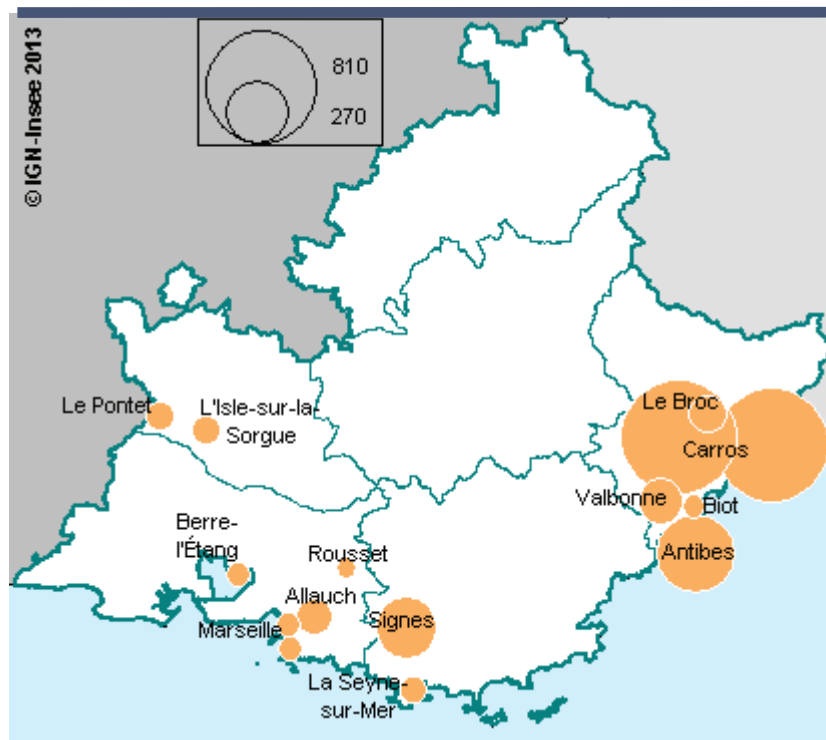 © IGN-Insee 2013
810
270
Le Pontet
L'Isle-sur-la-
Sorgue
Le Broc
Carros
Valbonne
Biot
Antibes
Berre-
l'Étang
Rousset
Allauch
Marseille
Signes
La Seyne-
sur-Mer